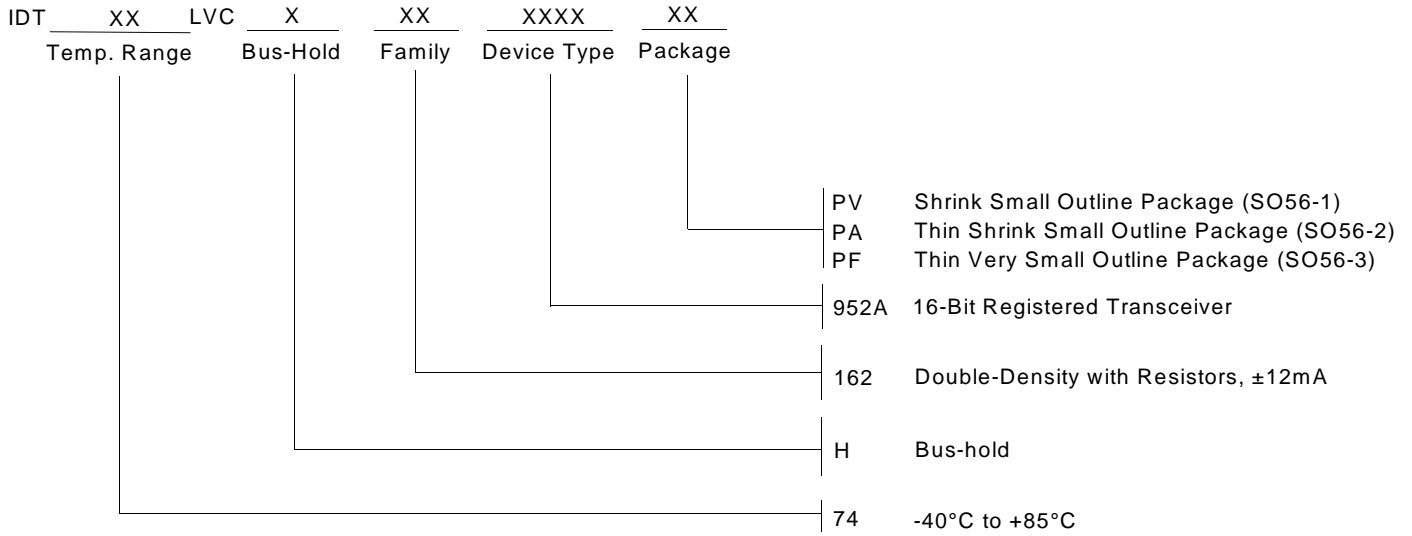 IDT XX LVC X XX XXXX XX
Temp. Range Bus-Hold Family Device Type Package
PV Shrink Small Outline Package (SO56-1)
PA Thin Shrink Small Outline Package (SO56-2)
PF Thin Very Small Outline Package (SO56-3)
952A 16-Bit Registered Transceiver
162 Double-Density with Resistors, ±12mA
H Bus-hold
74 -40°C to +85°C